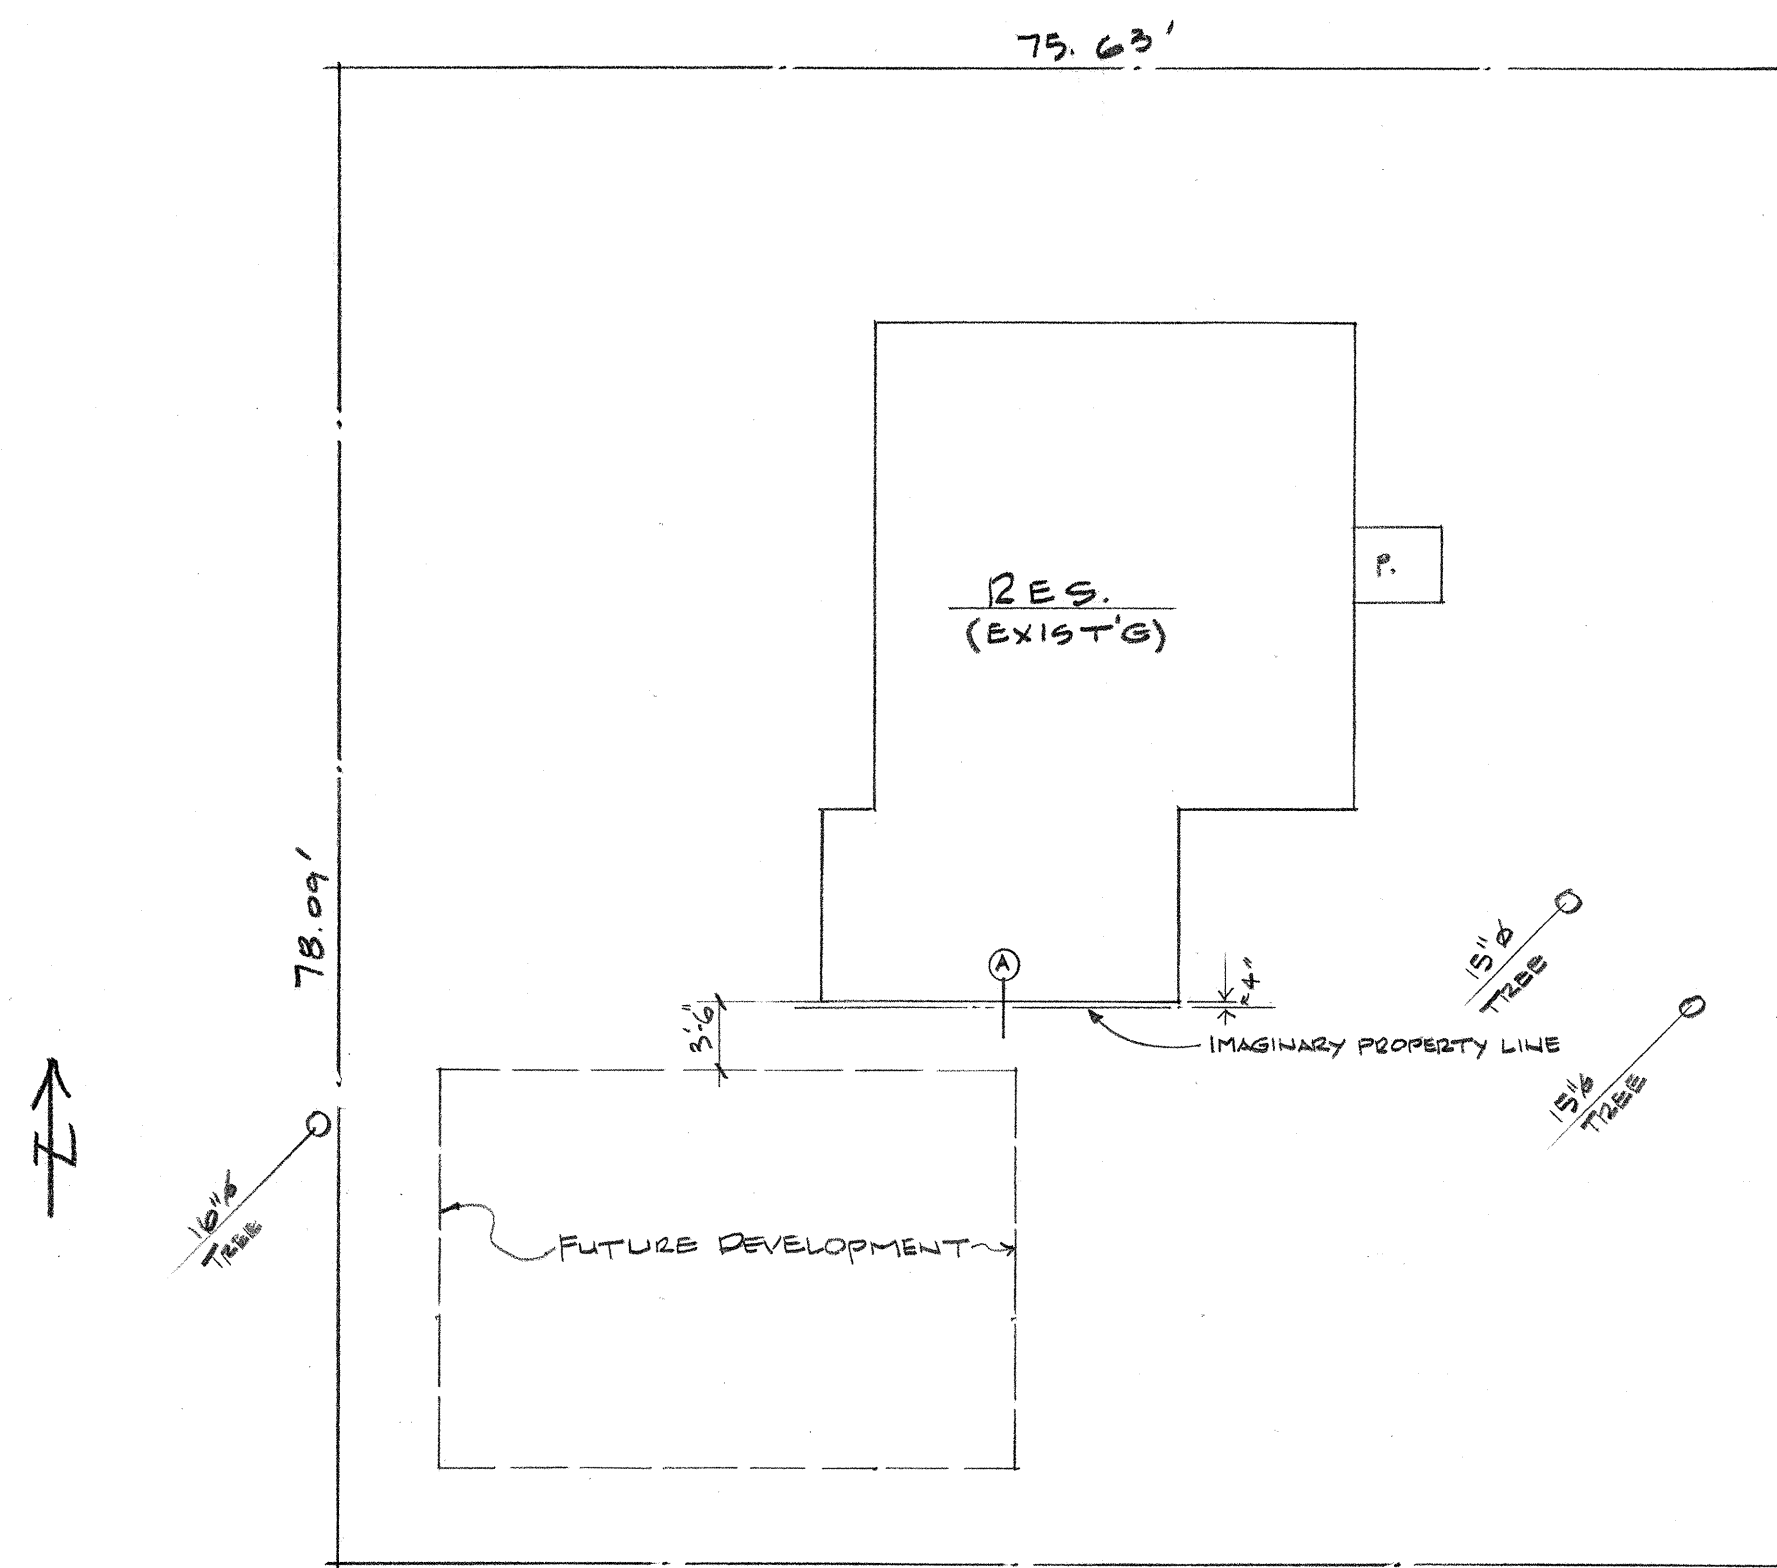 75.63'
RES.
(EXIST'G)
P.
78.09'
A
4"
3'-6"
IMAGINARY PROPERTY LINE
15"ø
TREE
15"ø
TREE
N
16"ø
TREE
FUTURE DEVELOPMENT